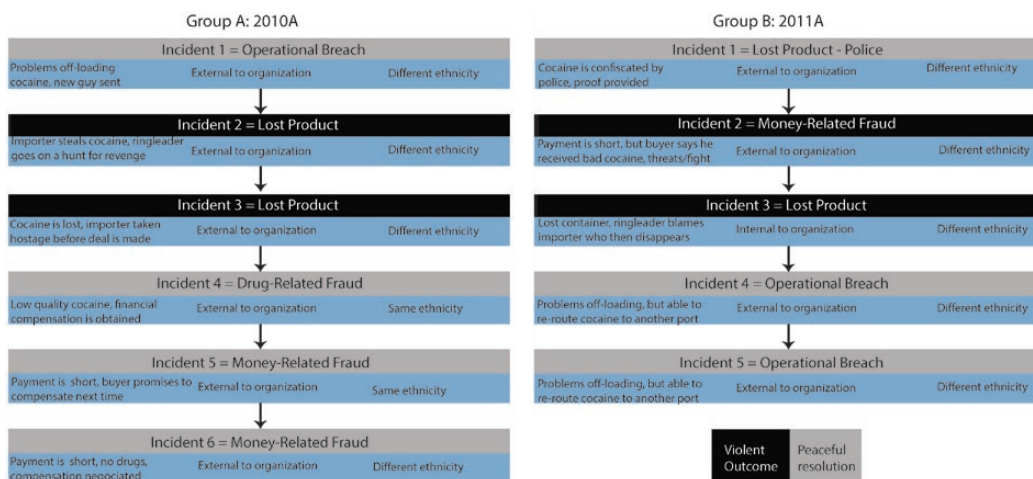 Group A: 2010A
Incident 1 = Operational Breach
Problems off-loading
cocaine, new guy sent
External to organization
Different ethnicity
Incident 2 = Lost Product
Importer steals cocaine, ringleader
goes on a hunt for revenge
External to organization
Different ethnicity
Incident 3 = Lost Product
Cocaine is lost, importer taken
hostage before deal is made
External to organization
Different ethnicity
Incident 4 = Drug-Related Fraud
Low quality cocaine, financial
compensation is obtained
External to organization
Same ethnicity
Incident 5 = Money-Related Fraud
Payment is short, buyer promises to
compensate next time
External to organization
Same ethnicity
Incident 6 = Money-Related Fraud
Payment is short, no drugs,
compensation negociated
External to organization
Different ethnicity
Group B: 2011A
Incident 1 = Lost Product - Police
Cocaine is confiscated by
police, proof provided
External to organization
Different ethnicity
Incident 2 = Money-Related Fraud
Payment is short, but buyer says he
received bad cocaine, threats/fight
External to organization
Different ethnicity
Incident 3 = Lost Product
Lost container, ringleader blames
importer who then disappears
Internal to organization
Different ethnicity
Incident 4 = Operational Breach
Problems off-loading, but able to
re-route cocaine to another port
External to organization
Different ethnicity
Incident 5 = Operational Breach
Problems off-loading, but able to
re-route cocaine to another port
External to organization
Different ethnicity
Violent
Outcome
Peaceful
resolution